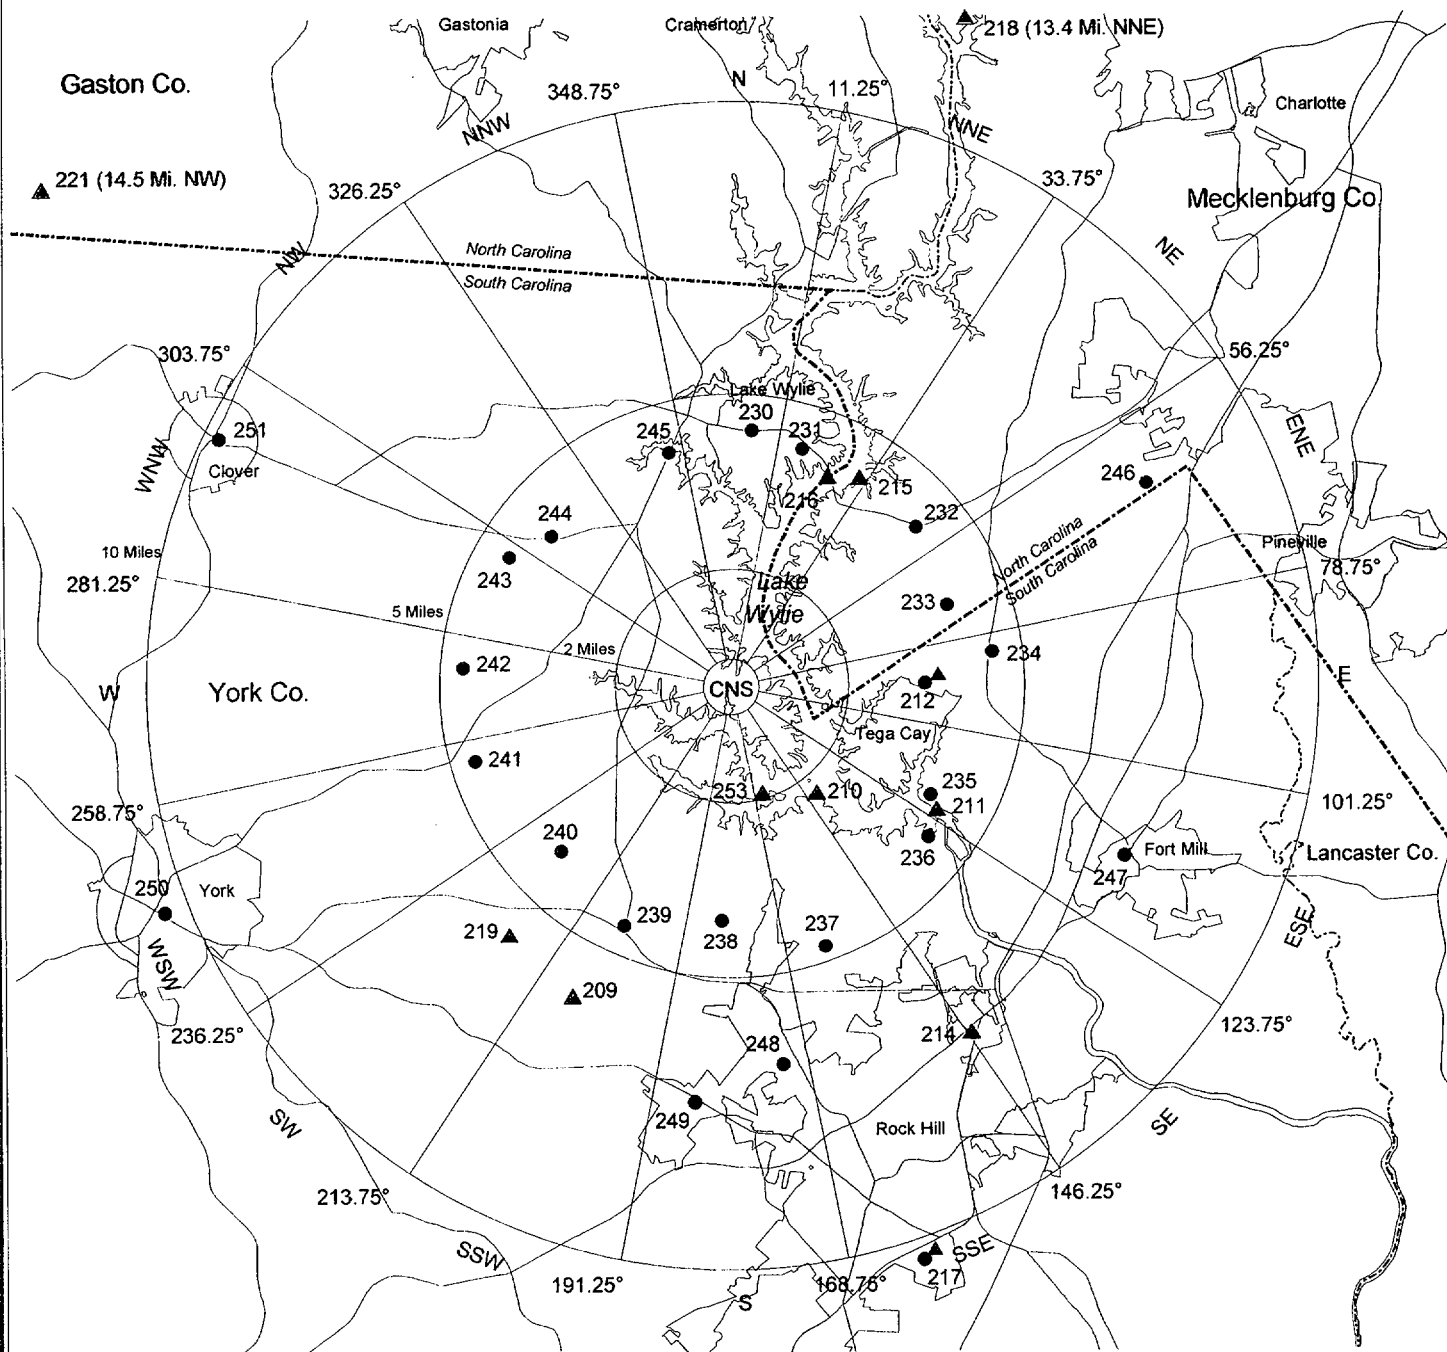 Gastonia
Cramerton
218 (13.4 Mi. NNE)
Gaston Co.
348.75°
N
11.25°
Charlotte
NNW
NNE
221 (14.5 Mi. NW)
326.25°
33.75°
Mecklenburg Co.
NW
North Carolina
South Carolina
NE
303.75°
56.25°
Lake Wylie
230
251
245
231
ENE
WNW
Clover
246
216
215
244
232
10 Miles
243
North Carolina
South Carolina
Pineville
281.25°
78.75°
Lake
Wylie
5 Miles
233
2 Miles
242
234
W
York Co.
CNS
212
E
Tega Cay
241
253
210
235
211
258.75°
101.25°
240
236
Fort Mill
Lancaster Co.
247
250
York
219
239
238
237
ESE
WSW
209
236.25°
214
123.75°
248
249
SW
Rock Hill
SE
213.75°
146.25°
SSW
SSE
191.25°
168.75°
217
S